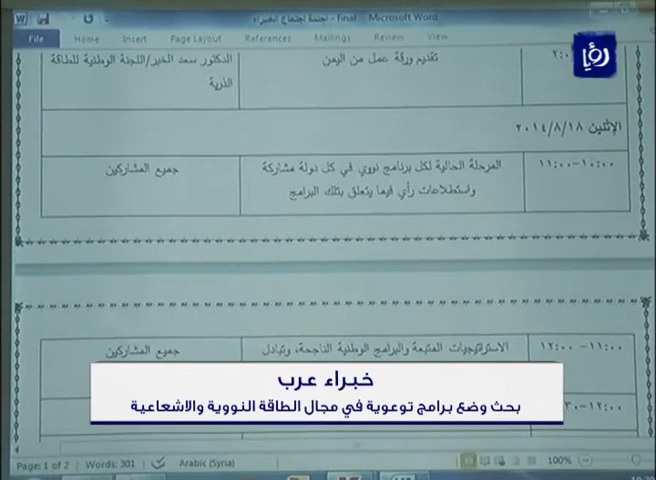 اجندة اجتماع الخبراء - final - Microsoft Word
File Home Insert Page Layout References Mailings Review View
رؤيا
تقديم ورقة عمل من اليمن
الدكتور سعد الخير/اللجنة الوطنية للطاقة
الذرية
الإثنين ٢٠١٤/٨/١٨
١٠:٠٠-١١:٠٠
المرحلة الحالية لكل برنامج نووي في كل دولة مشاركة
واستطلاعات رأي فيما يتعلق بتلك البرامج
جميع المشاركين
١١:٠٠-١٢:٠٠
الاستراتيجيات المتبعة والبرامج الوطنية الناجحة، وتبادل
جميع المشاركين
خبراء عرب
بحث وضع برامج توعوية في مجال الطاقة النووية والاشعاعية
Page: 1 of 2 Words: 301 Arabic (Syria) 100%